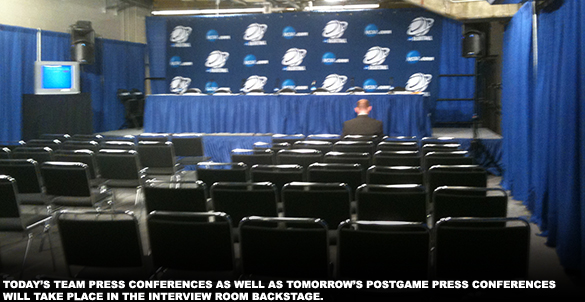 TODAY'S TEAM PRESS CONFERENCES AS WELL AS TOMORROW'S POSTGAME PRESS CONFERENCES
WILL TAKE PLACE IN THE INTERVIEW ROOM BACKSTAGE.